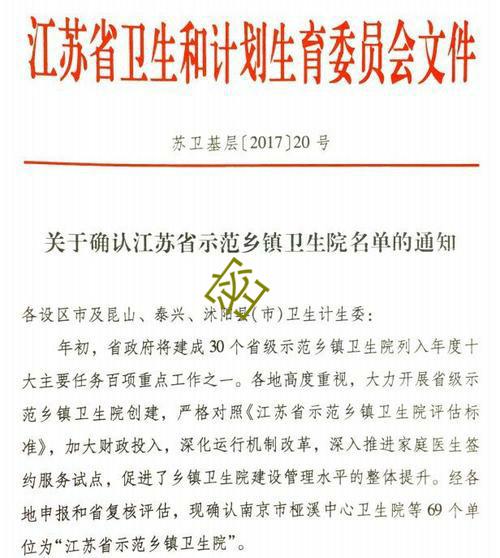 江苏省卫生和计划生育委员会文件
苏卫基层〔2017〕20 号
关于确认江苏省示范乡镇卫生院名单的通知
各设区市及昆山、泰兴、沭阳县(市)卫生计生委：
年初，省政府将建成 30 个省级示范乡镇卫生院列入年度十
大主要任务百项重点工作之一。各地高度重视，大力开展省级示
范乡镇卫生院创建，严格对照《江苏省示范乡镇卫生院评估标
准》，加大财政投入，深化运行机制改革，深入推进家庭医生签
约服务试点，促进了乡镇卫生院建设管理水平的整体提升。经各
地申报和省复核评估，现确认南京市桠溪中心卫生院等 69 个单
位为“江苏省示范乡镇卫生院”。